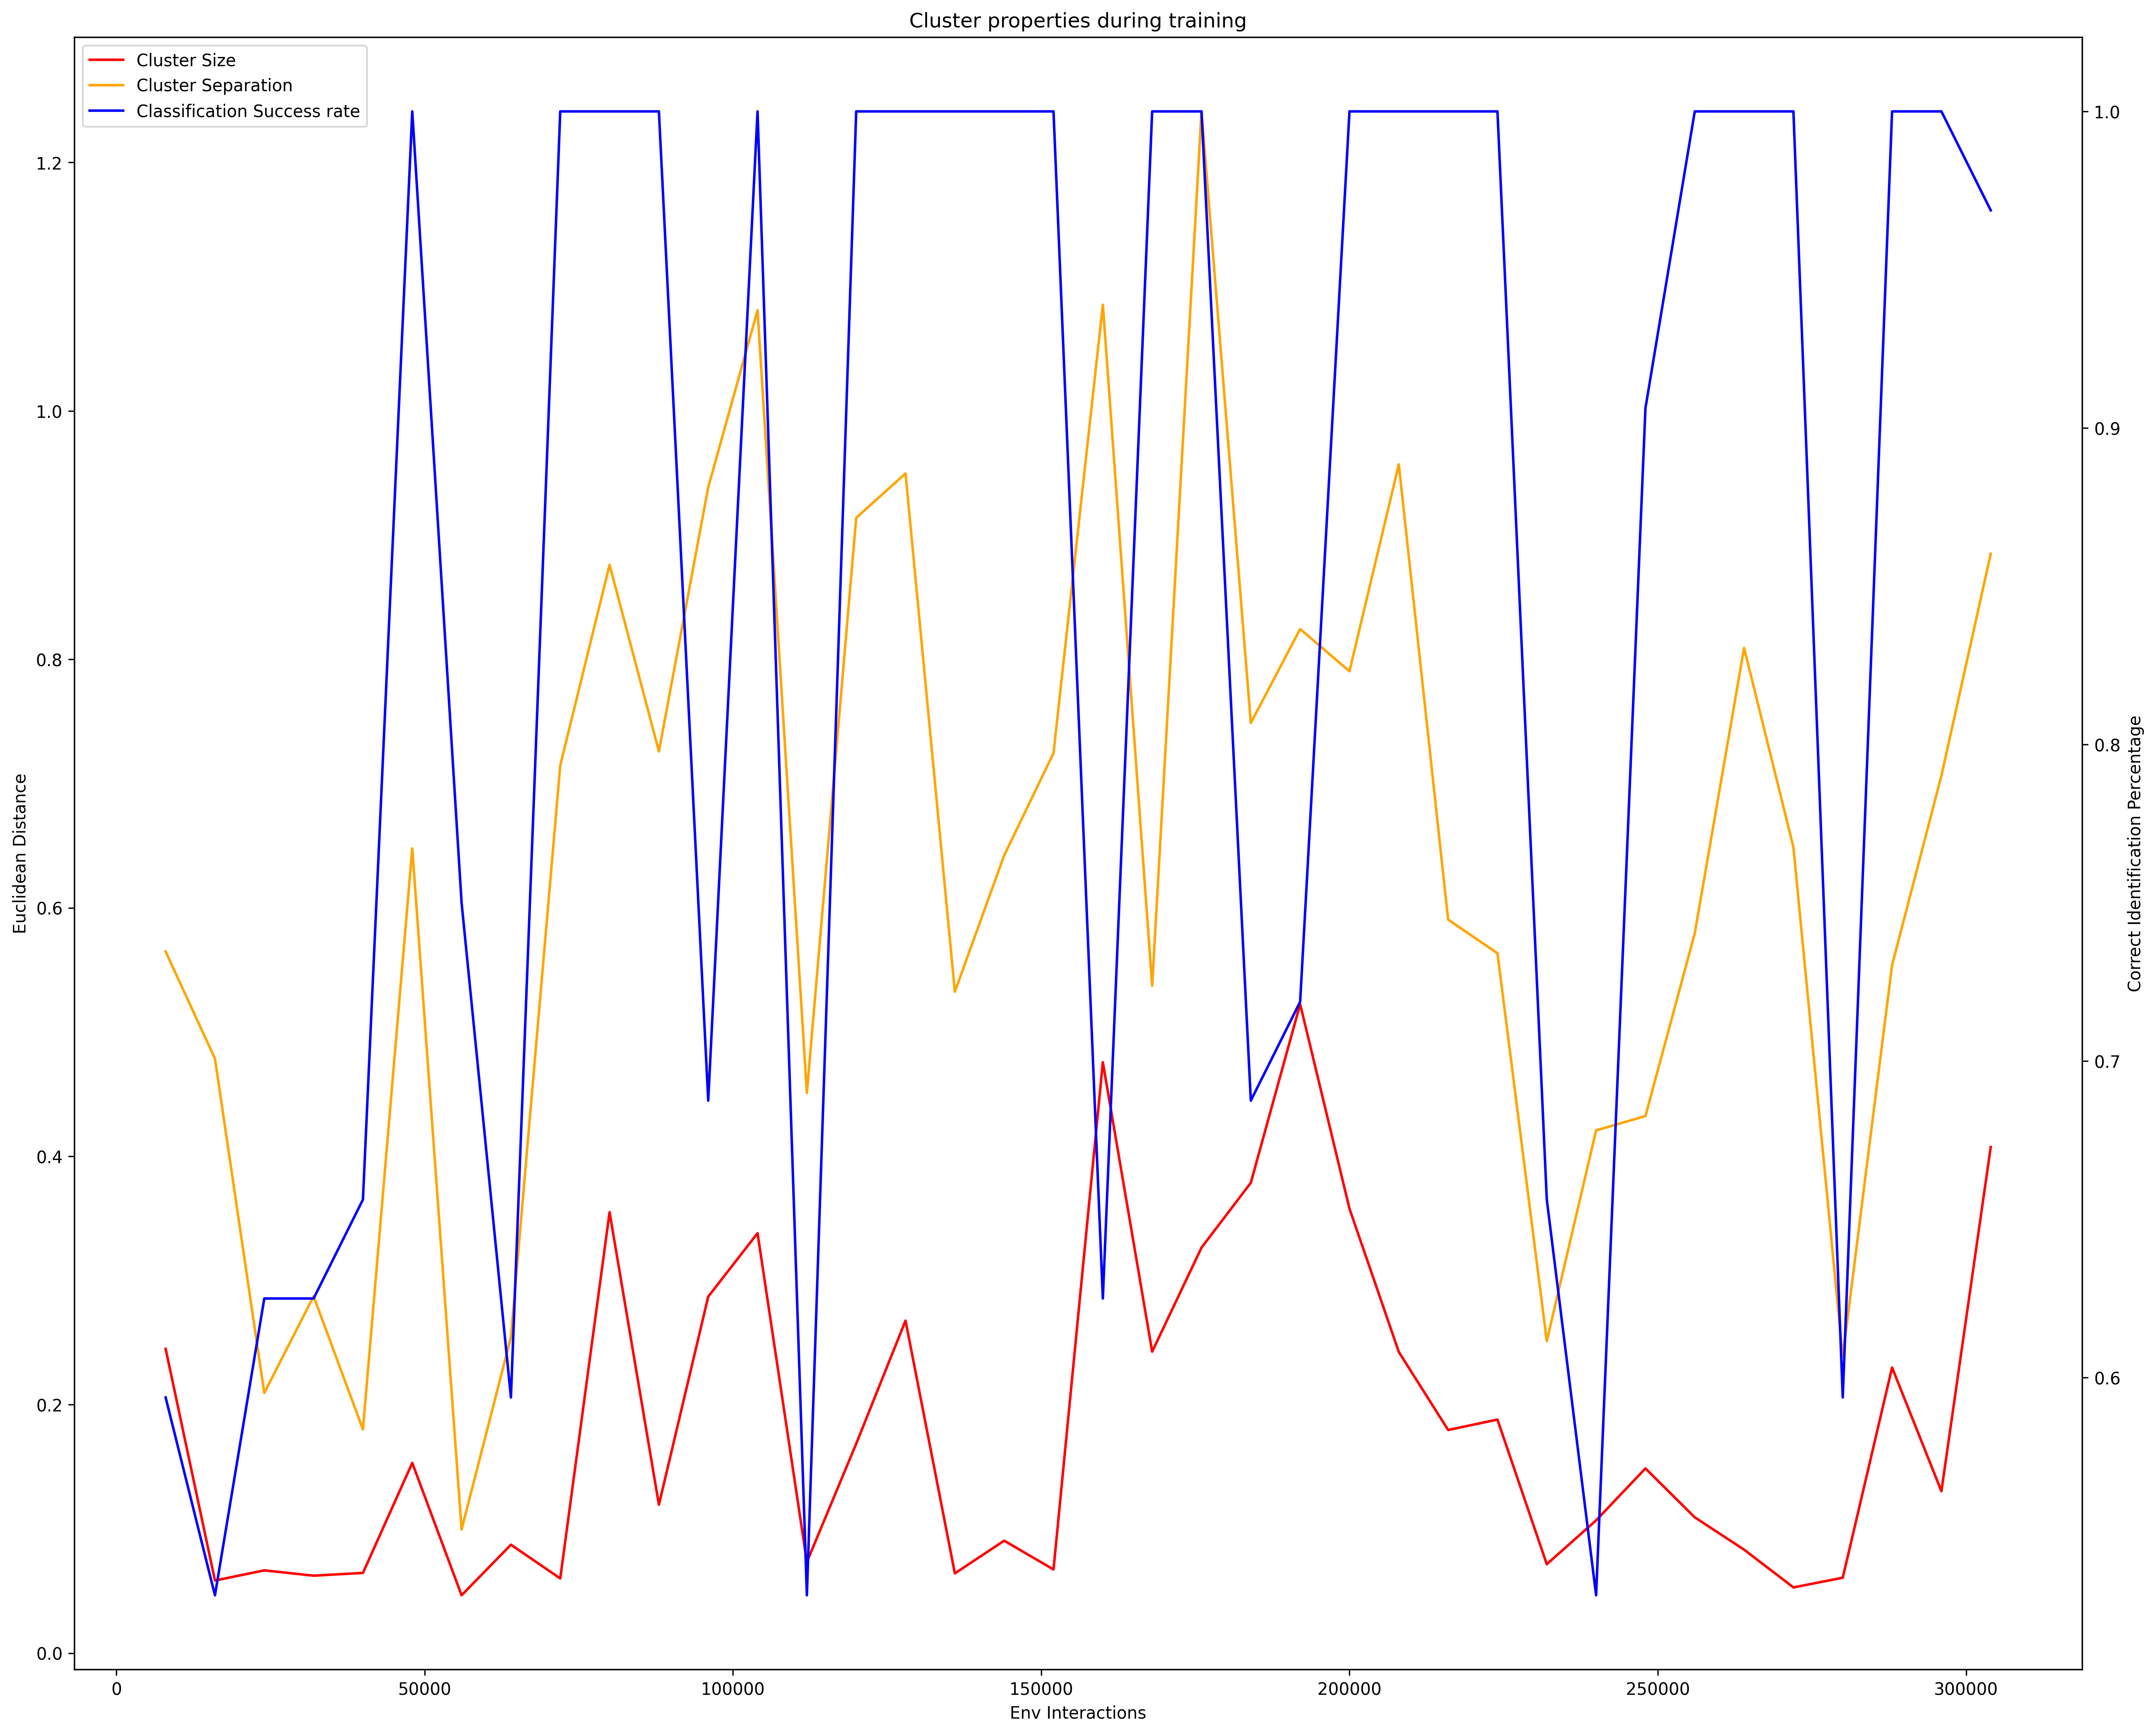 Cluster properties during training
Cluster Size
Cluster Separation
Classification Success rate
1.2
1.0
0.8
0.6
0.4
0.2
0.0
Euclidean Distance
1.0
0.9
0.8
0.7
0.6
Correct Identification Percentage
0
50000
100000
150000
200000
250000
300000
Env Interactions